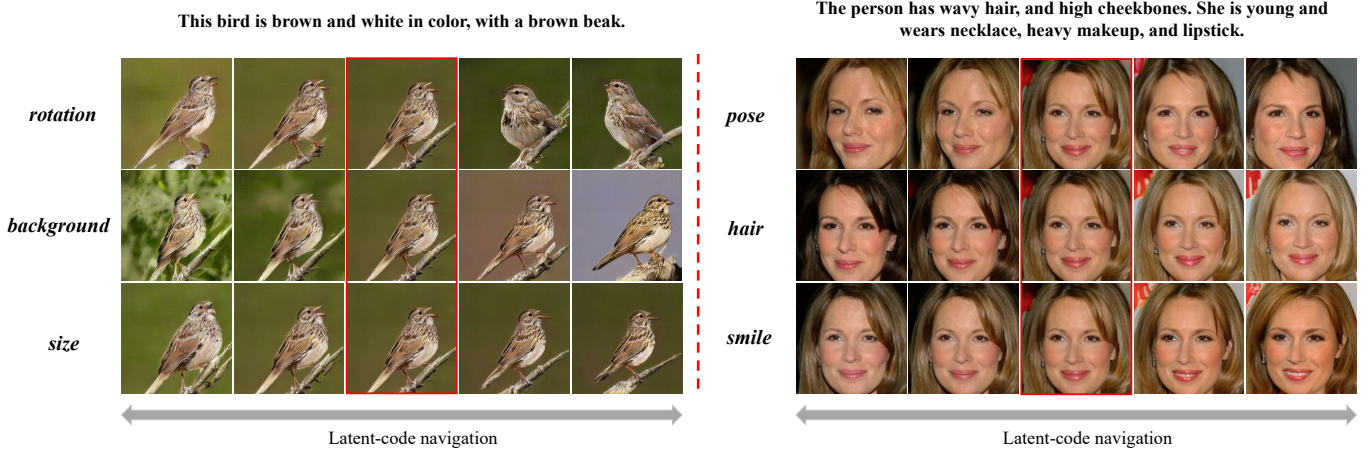 This bird is brown and white in color, with a brown beak.
rotation
background
size
Latent-code navigation
The person has wavy hair, and high cheekbones. She is young and
wears necklace, heavy makeup, and lipstick.
pose
hair
smile
Latent-code navigation